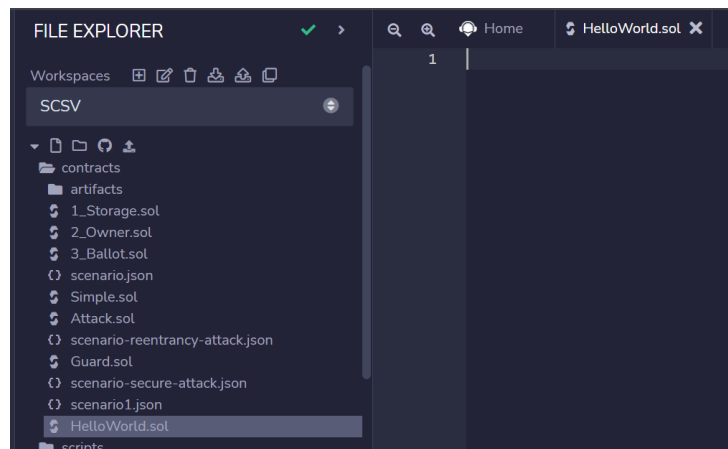 FILE EXPLORER
Workspaces
SCSV
contracts
artifacts
1_Storage.sol
2_Owner.sol
3_Ballot.sol
scenario.json
Simple.sol
Attack.sol
scenario-reentrancy-attack.json
Guard.sol
scenario-secure-attack.json
scenario1.json
HelloWorld.sol
scripts
Home
HelloWorld.sol
1